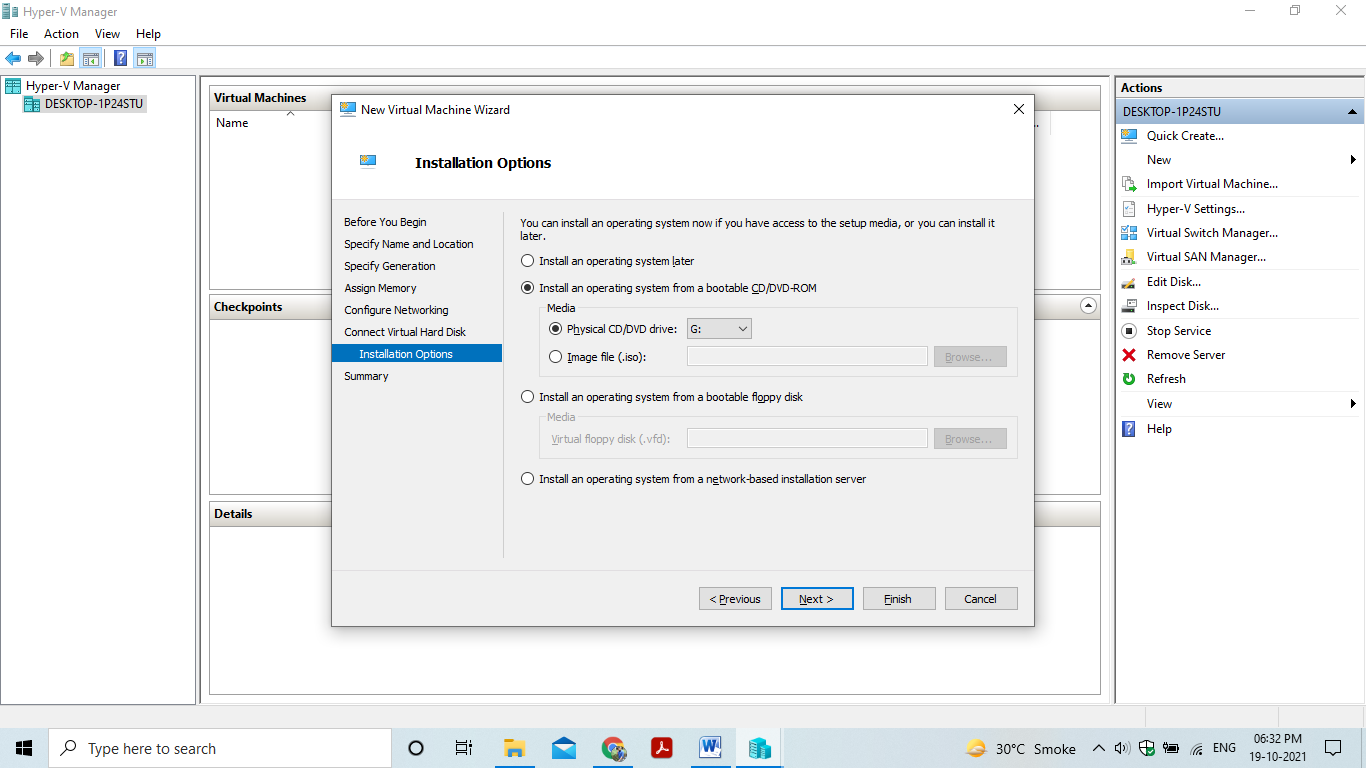 Hyper-V Manager
File Action View Help
Hyper-V Manager
DESKTOP-1P24STU
Virtual Machines
Name
..
Checkpoints
Details
New Virtual Machine Wizard
Installation Options
Before You Begin
Specify Name and Location
Specify Generation
Assign Memory
Configure Networking
Connect Virtual Hard Disk
Installation Options
Summary
You can install an operating system now if you have access to the setup media, or you can install it
later.
Install an operating system later
Install an operating system from a bootable CD/DVD-ROM
Media
Physical CD/DVD drive: G:
Image file (.iso): Browse...
Install an operating system from a bootable floppy disk
Media
Virtual floppy disk (.vfd): Browse...
Install an operating system from a network-based installation server
< Previous Next > Finish Cancel
Actions
DESKTOP-1P24STU
Quick Create...
New
Import Virtual Machine...
Hyper-V Settings...
Virtual Switch Manager...
Virtual SAN Manager...
Edit Disk...
Inspect Disk...
Stop Service
Remove Server
Refresh
View
Help
Type here to search
30°C Smoke
ENG
06:32 PM
19-10-2021